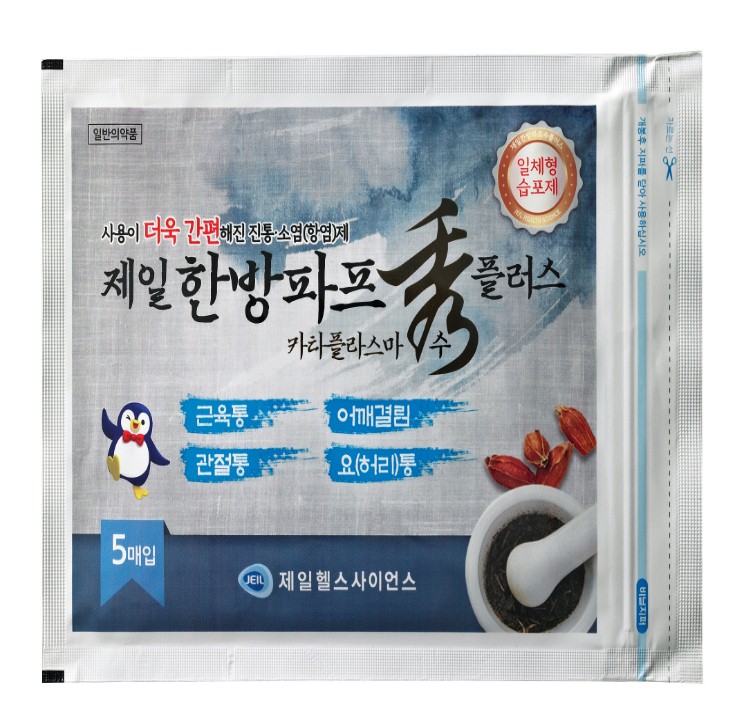 일반의약품
일체형
습포제
사용이 더욱 간편해진 진통·소염(항염)제
제일 한방파프 秀 플러스
카타플라스마 수
근육통
어깨결림
관절통
요(허리)통
5매입
JEIL 제일헬스사이언스
자르는 선
개봉후 지퍼를 닫아 사용하십시오
비닐지퍼